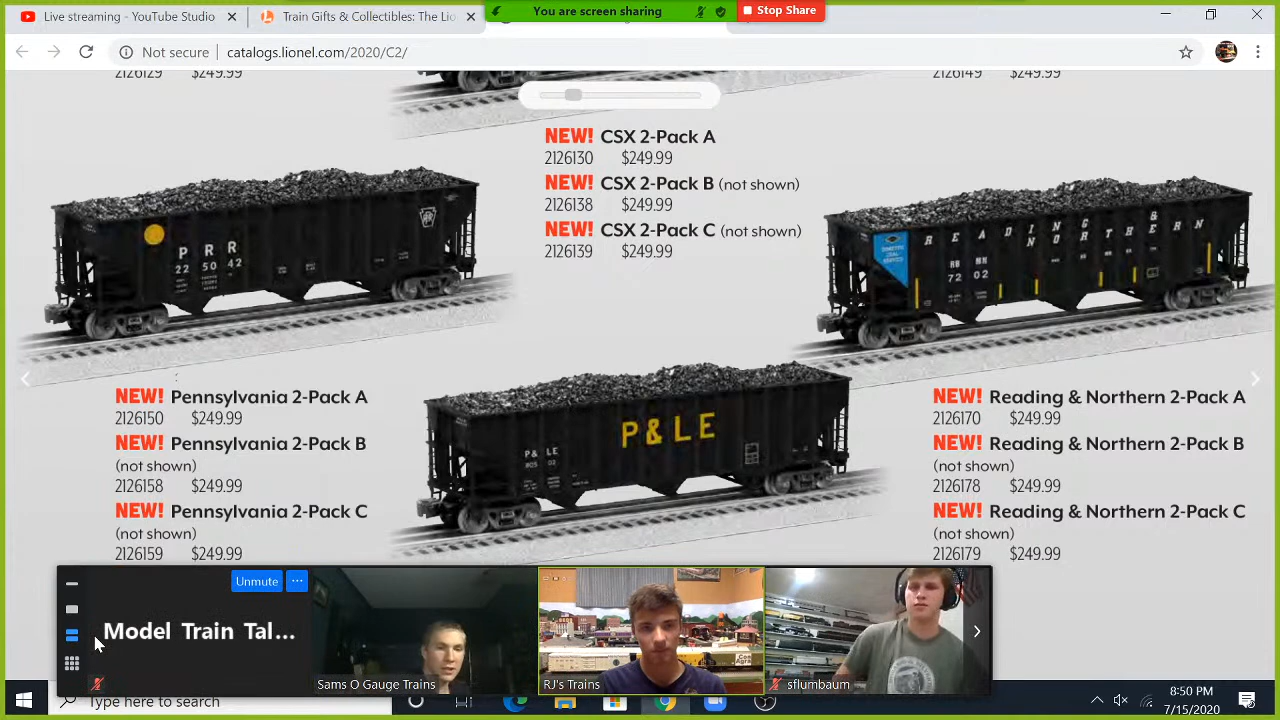 Live streaming - YouTube Studio
Train Gifts & Collectibles: The Lio
You are screen sharing
Stop Share
Not secure
catalogs.lionel.com/2020/C2/
2126129 $249.99
2126149 $249.99
NEW! CSX 2-Pack A
2126130 $249.99
NEW! CSX 2-Pack B (not shown)
2126138 $249.99
NEW! CSX 2-Pack C (not shown)
2126139 $249.99
PRR
225042
READING & NORTHERN
RBMN
7202
NEW! Pennsylvania 2-Pack A
2126150 $249.99
NEW! Pennsylvania 2-Pack B
(not shown)
2126158 $249.99
NEW! Pennsylvania 2-Pack C
(not shown)
2126159 $249.99
P&LE
P& LE
80502
NEW! Reading & Northern 2-Pack A
2126170 $249.99
NEW! Reading & Northern 2-Pack B
(not shown)
2126178 $249.99
NEW! Reading & Northern 2-Pack C
(not shown)
2126179 $249.99
Unmute
Model Train Tal...
Sams O Gauge Trains
RJ's Trains
sflumbaum
Type here to search
8:50 PM
7/15/2020